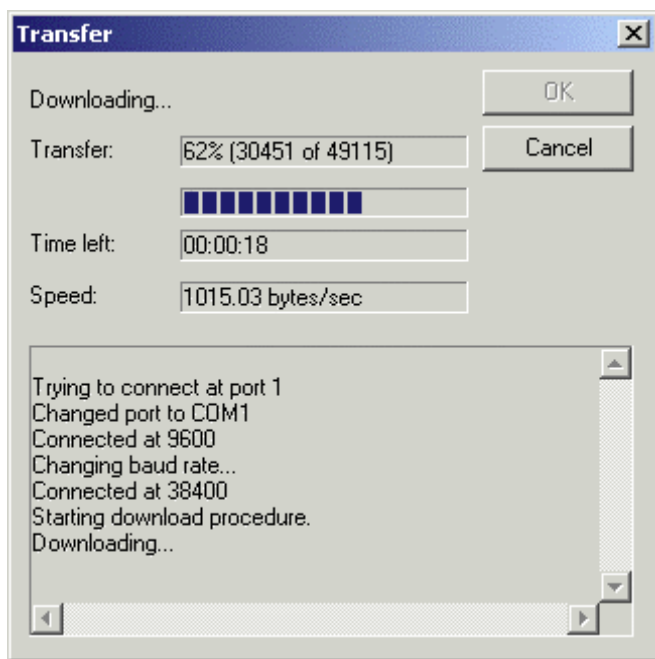 Transfer
Downloading...
OK
Transfer:
62% (30451 of 49115)
Cancel
Time left:
00:00:18
Speed:
1015.03 bytes/sec
Trying to connect at port 1
Changed port to COM1
Connected at 9600
Changing baud rate...
Connected at 38400
Starting download procedure.
Downloading...